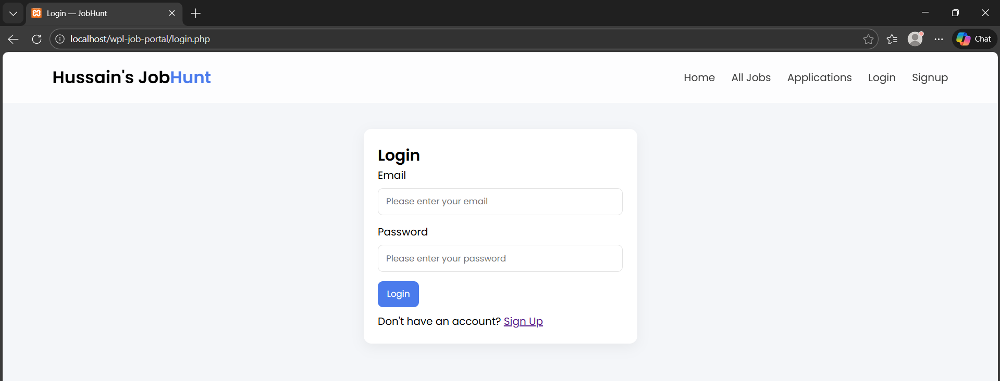 Login — JobHunt
localhost/wpl-job-portal/login.php
Chat
Hussain's JobHunt
Home All Jobs Applications Login Signup
Login
Email
Please enter your email
Password
Please enter your password
Login
Don't have an account? Sign Up